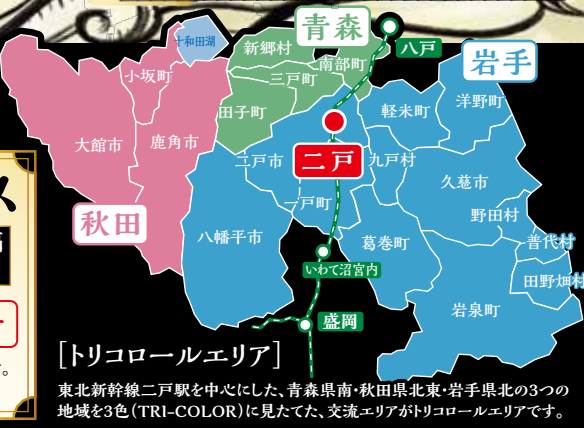 青森
八戸
岩手
十和田湖
新郷村
南部町
小坂町
三戸町
田子町
軽米町
洋野町
大館市
鹿角市
二戸市
二戸
九戸村
久慈市
秋田
一戸町
野田村
八幡平市
葛巻町
普代村
いわて沼宮内
田野畑村
盛岡
岩泉町
[トリコロールエリア]
東北新幹線二戸駅を中心にした、青森県南・秋田県北東・岩手県北の3つの
地域を3色(TRI-COLOR)に見たてた、交流エリアがトリコロールエリアです。